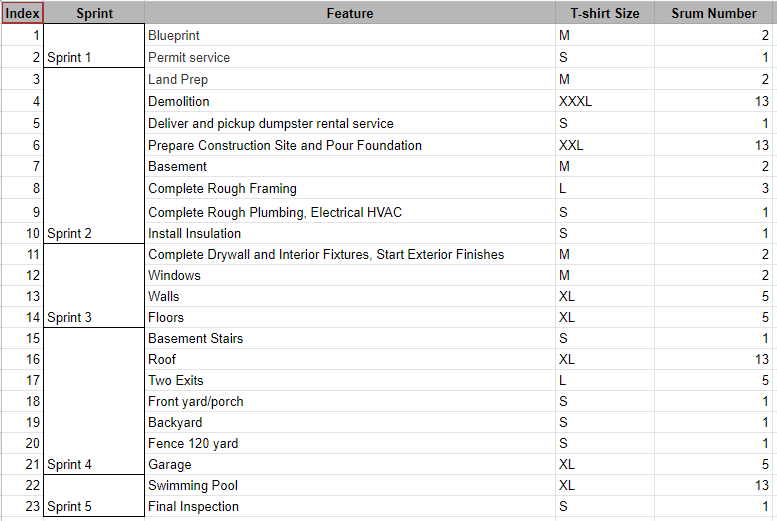 Index Sprint Feature T-shirt Size Srum Number
1 Blueprint M 2
2 Sprint 1 Permit service S 1
3 Land Prep M 2
4 Demolition XXXL 13
5 Deliver and pickup dumpster rental service S 1
6 Prepare Construction Site and Pour Foundation XXL 13
7 Basement M 2
8 Complete Rough Framing L 3
9 Complete Rough Plumbing, Electrical HVAC S 1
10 Sprint 2 Install Insulation S 1
11 Complete Drywall and Interior Fixtures, Start Exterior Finishes M 2
12 Windows M 2
13 Walls XL 5
14 Sprint 3 Floors XL 5
15 Basement Stairs S 1
16 Roof XL 13
17 Two Exits L 5
18 Front yard/porch S 1
19 Backyard S 1
20 Fence 120 yard S 1
21 Sprint 4 Garage XL 5
22 Swimming Pool XL 13
23 Sprint 5 Final Inspection S 1